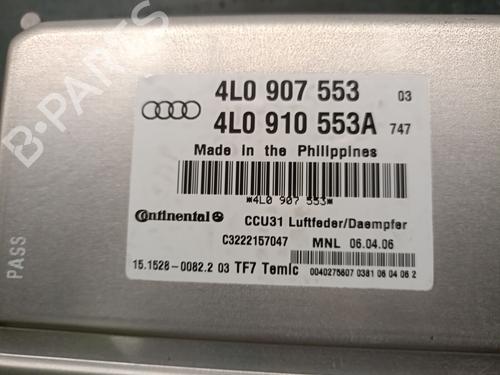 B-PARTS
4L0 907 553 03
4L0 910 553A 747
Made in the Philippines
*4L0 907 553*
Continental CCU31 Luftfeder/Daempfer
C3222157047 MNL 06.04.06
15.1528-0082.2 03 TF7 Temic 0040275807 0381 06 04 06 2
PASS